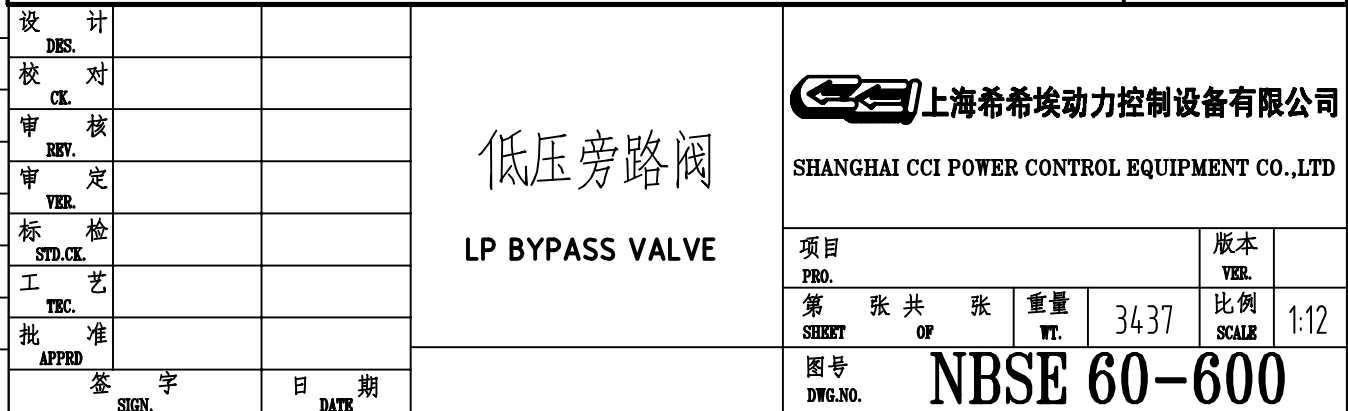 设 计
DES.
校 对
CK.
审 核
REV.
审 定
VER.
标 检
STD.CK.
工 艺
TEC.
批 准
APPRD
签 字
SIGN.
日 期
DATE
低压旁路阀
LP BYPASS VALVE
上海希希埃动力控制设备有限公司
SHANGHAI CCI POWER CONTROL EQUIPMENT CO.,LTD
项目
PRO.
版本
VER.
第 张 共 张
SHEET OF
重量
WT.
3437
比例
SCALE
1:12
图号
DWG.NO.
NBSE 60-600